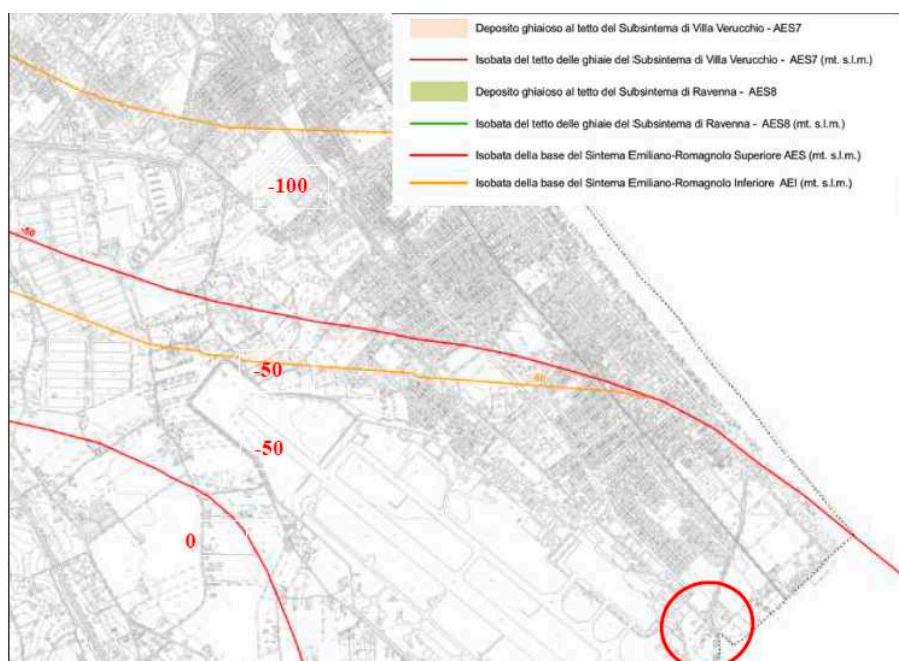 Deposito ghiaioso al tetto del Subsintema di Villa Verucchio - AES7
Isobata del tetto delle ghiaie del Subsintema di Villa Verucchio - AES7 (mt. s.l.m.)
Deposito ghiaioso al tetto del Subsintema di Ravenna - AES8
Isobata del tetto delle ghiaie del Subsintema di Ravenna - AES8 (mt. s.l.m.)
Isobata della base del Sintema Emiliano-Romagnolo Superiore AES (mt. s.l.m.)
Isobata della base del Sintema Emiliano-Romagnolo Inferiore AEI (mt. s.l.m.)
-100
-50
-50
-50
0